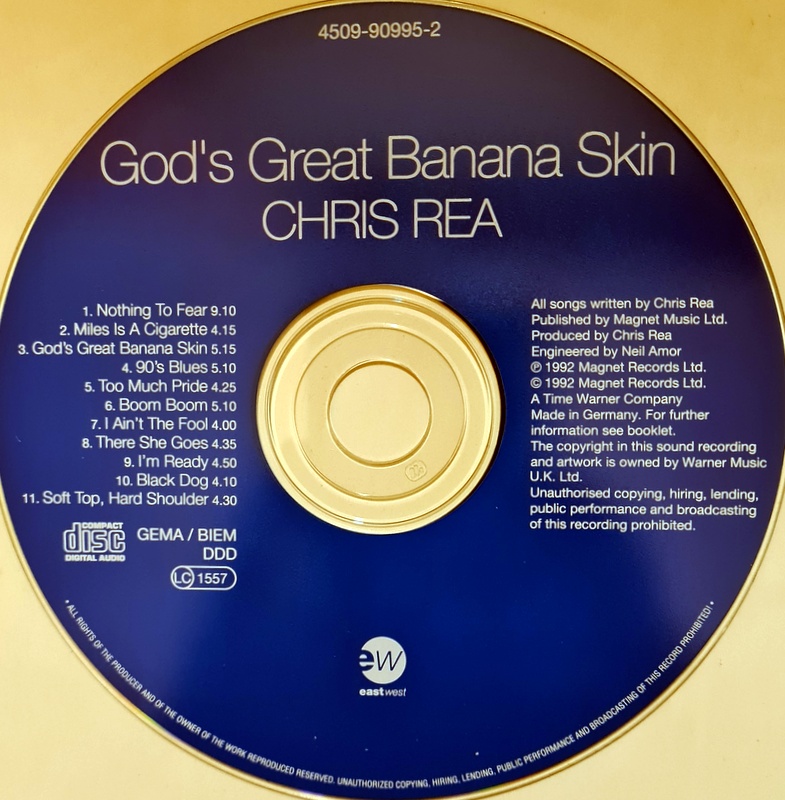 4509-90995-2
God's Great Banana Skin
CHRIS REA
1. Nothing To Fear 9.10
2. Miles Is A Cigarette 4.15
3. God's Great Banana Skin 5.15
4. 90's Blues 5.10
5. Too Much Pride 4.25
6. Boom Boom 5.10
7. I Ain't The Fool 4.00
8. There She Goes 4.35
9. I'm Ready 4.50
10. Black Dog 4.10
11. Soft Top, Hard Shoulder 4.30
COMPACT
disc
DIGITAL AUDIO
GEMA / BIEM
DDD
LC 1557
All songs written by Chris Rea
Published by Magnet Music Ltd.
Produced by Chris Rea
Engineered by Neil Amor
℗ 1992 Magnet Records Ltd.
© 1992 Magnet Records Ltd.
A Time Warner Company
Made in Germany. For further
information see booklet.
The copyright in this sound recording
and artwork is owned by Warner Music
U.K. Ltd.
Unauthorised copying, hiring, lending,
public performance and broadcasting
of this recording prohibited.
ew
eastwest
• ALL RIGHTS OF THE PRODUCER AND OF THE OWNER OF THE WORK REPRODUCED RESERVED. UNAUTHORIZED COPYING, HIRING, LENDING, PUBLIC PERFORMANCE AND BROADCASTING OF THIS RECORD PROHIBITED! •